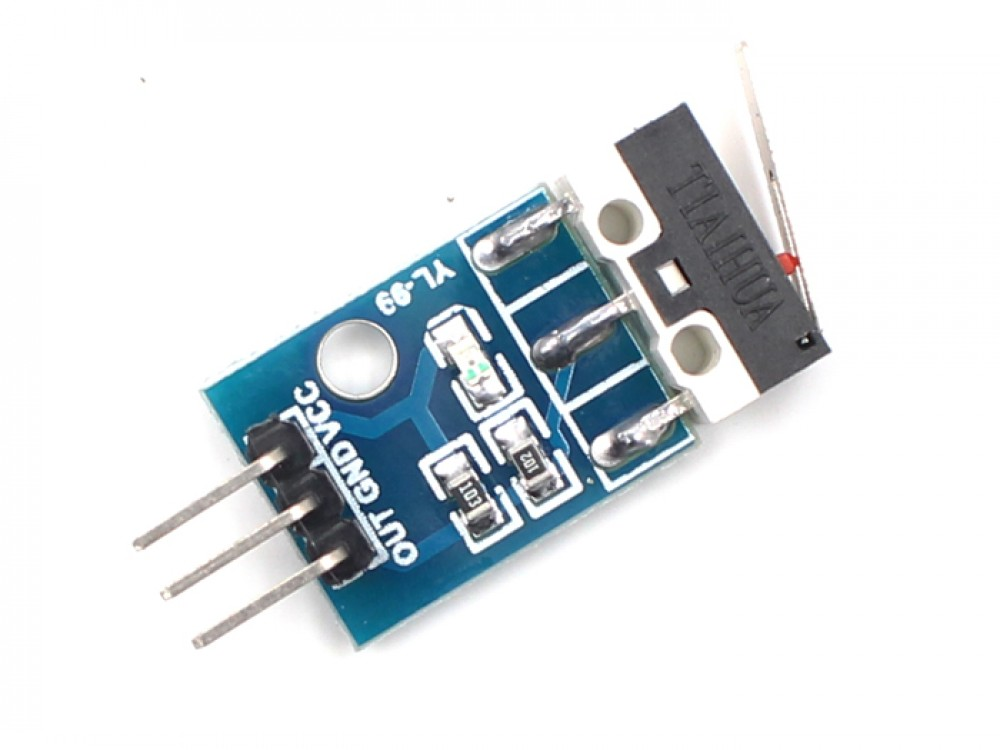 TIAIHUA
YL-99
VCC
GND
OUT
102
103